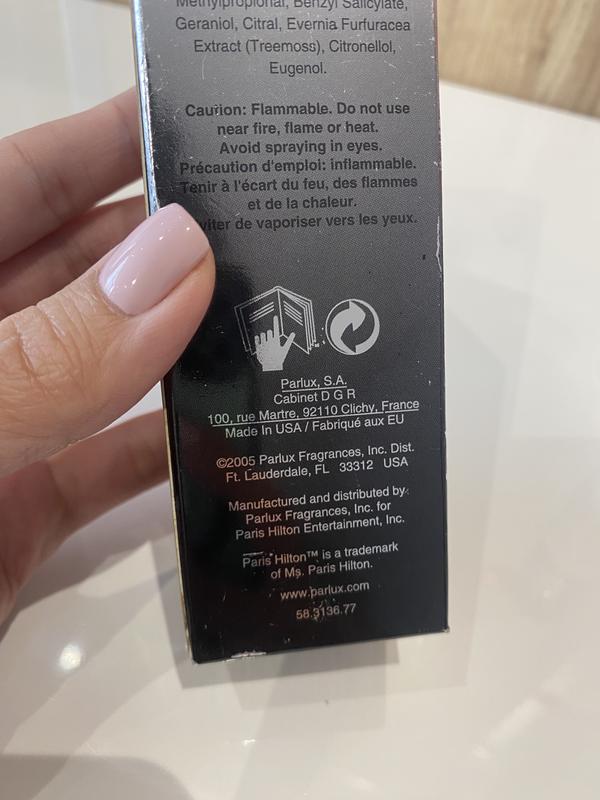 Methylpropional, Benzyl Salicylate,
Geraniol, Citral, Evernia Furfuracea
Extract (Treemoss), Citronellol,
Eugenol.
Caution: Flammable. Do not use
near fire, flame or heat.
Avoid spraying in eyes.
Précaution d'emploi: inflammable.
Tenir à l'écart du feu, des flammes
et de la chaleur.
de vaporiser vers les yeux.
Parlux, S.A.
Cabinet D G R
100, rue Martre, 92110 Clichy, France
Made In USA / Fabriqué aux EU
©2005 Parlux Fragrances, Inc. Dist.
Ft. Lauderdale, FL 33312 USA
Manufactured and distributed by
Parlux Fragrances, Inc. for
Paris Hilton Entertainment, Inc.
Paris Hilton™ is a trademark
of Ms. Paris Hilton.
www.parlux.com
58.3136.77